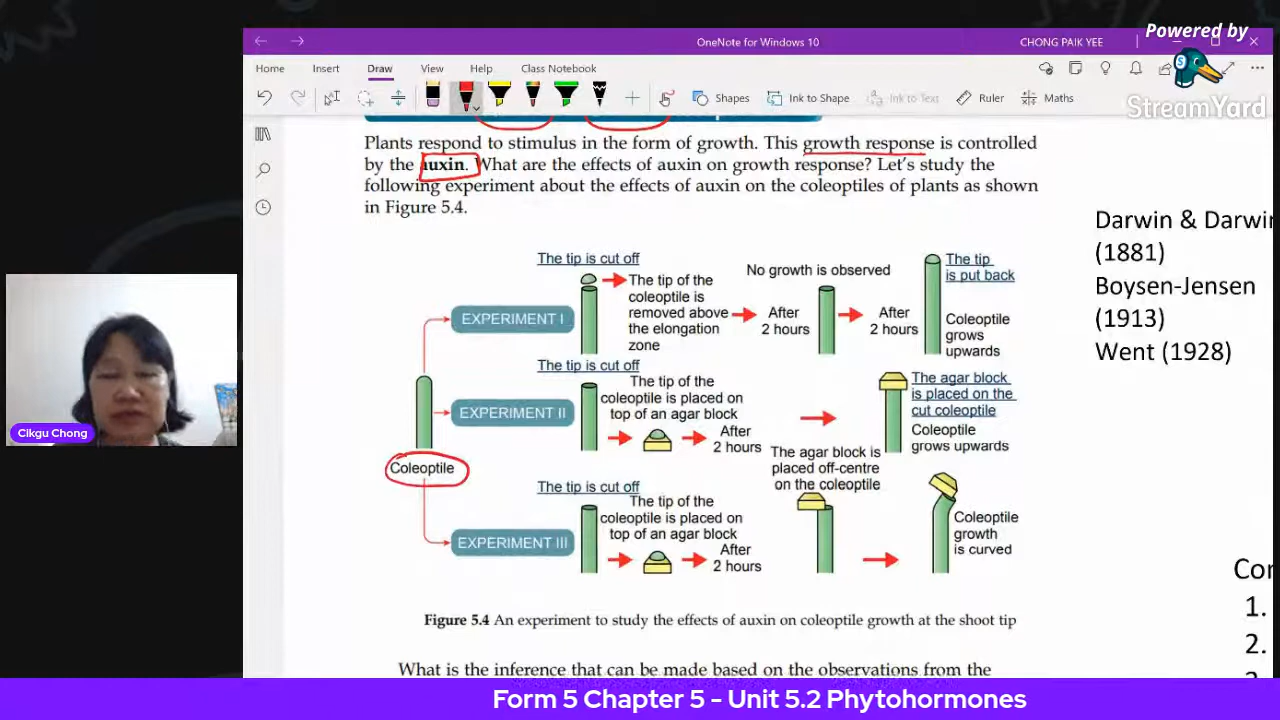 Powered by
StreamYard
OneNote for Windows 10
CHONG PAIK YEE
Home
Insert
Draw
View
Help
Class Notebook
Shapes
Ink to Shape
Ink to Text
Ruler
Maths
Plants respond to stimulus in the form of growth. This growth response is controlled
by the auxin. What are the effects of auxin on growth response? Let's study the
following experiment about the effects of auxin on the coleoptiles of plants as shown
in Figure 5.4.
Darwin & Darwin
(1881)
Boysen-Jensen
(1913)
Went (1928)
Coleoptile
EXPERIMENT I
The tip is cut off
The tip of the
coleoptile is
removed above
the elongation
zone
After
2 hours
No growth is observed
After
2 hours
The tip
is put back
Coleoptile
grows
upwards
EXPERIMENT II
The tip is cut off
The tip of the
coleoptile is placed on
top of an agar block
After
2 hours
The agar block
is placed on the
cut coleoptile
Coleoptile
grows upwards
EXPERIMENT III
The tip is cut off
The tip of the
coleoptile is placed on
top of an agar block
After
2 hours
The agar block is
placed off-centre
on the coleoptile
Coleoptile
growth
is curved
Figure 5.4 An experiment to study the effects of auxin on coleoptile growth at the shoot tip
What is the inference that can be made based on the observations from the
1.
2.
Cikgu Chong
Form 5 Chapter 5 - Unit 5.2 Phytohormones